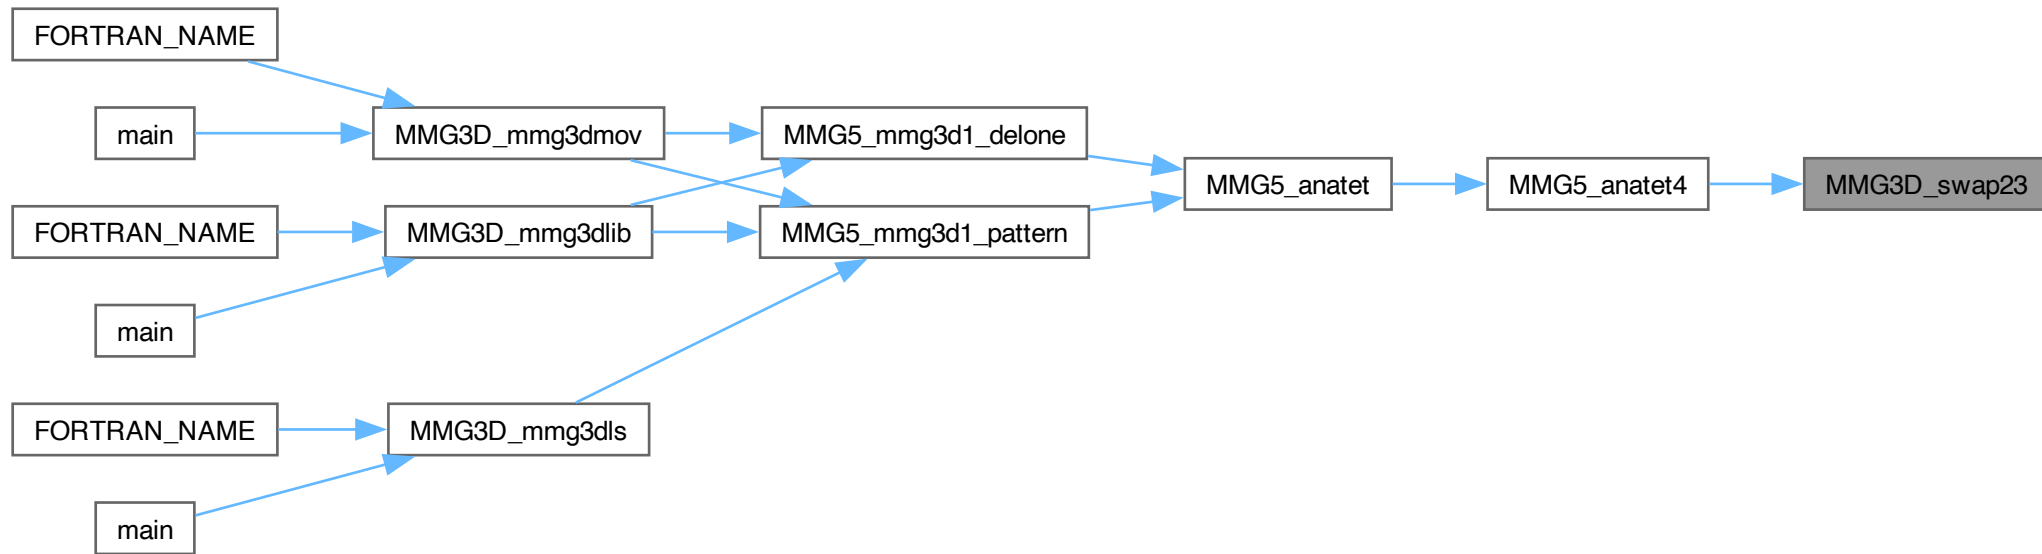 FORTRAN_NAME
main
MMG3D_mmg3dmov
MMG5_mmg3d1_delone
MMG5_anatet
MMG5_anatet4
MMG3D_swap23
FORTRAN_NAME
MMG3D_mmg3dlib
MMG5_mmg3d1_pattern
main
FORTRAN_NAME
MMG3D_mmg3dls
main